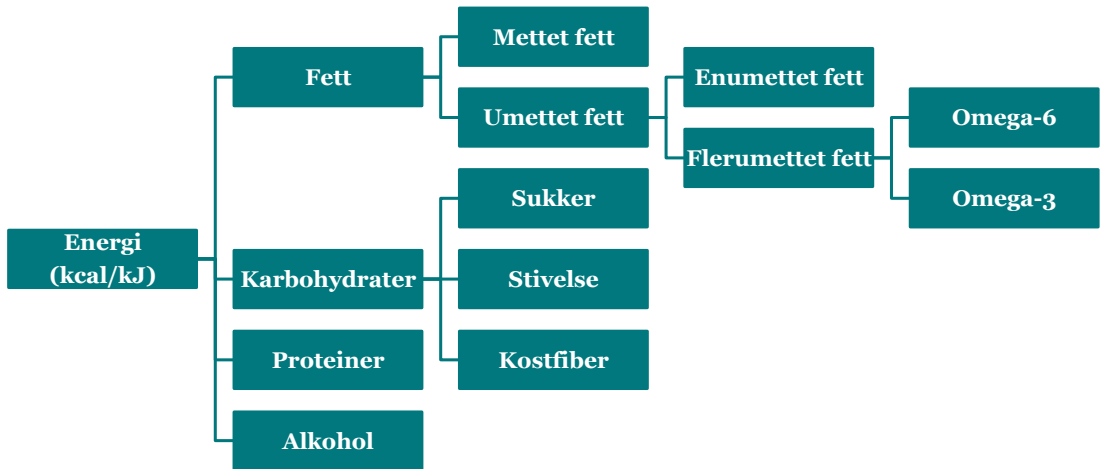 Mettet fett
Fett
Enumettet fett
Umettet fett
Omega-6
Flerumettet fett
Sukker
Omega-3
Energi
(kcal/kJ)
Karbohydrater
Stivelse
Proteiner
Kostfiber
Alkohol